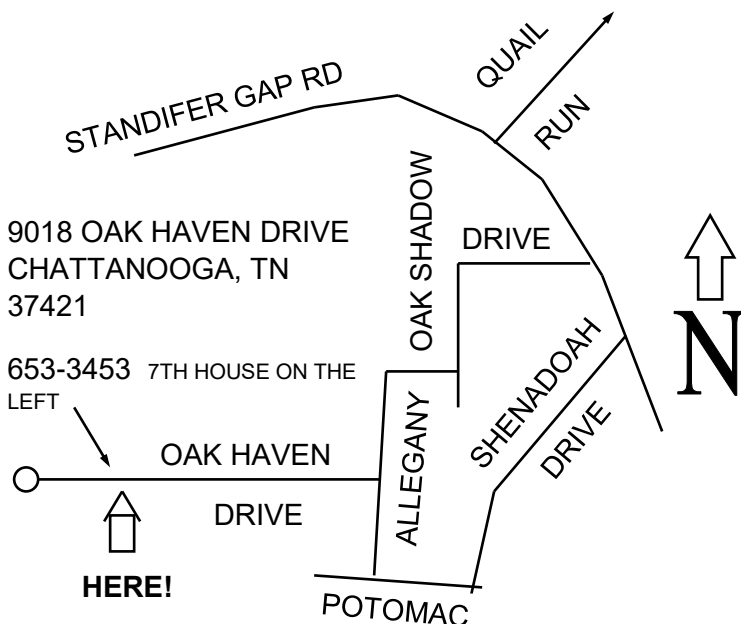 STANDIFER GAP RD
QUAIL
RUN
9018 OAK HAVEN DRIVE
CHATTANOOGA, TN
37421
OAK SHADOW
DRIVE
N
653-3453 7TH HOUSE ON THE
LEFT
SHENADOAH
DRIVE
ALLEGANY
OAK HAVEN
DRIVE
HERE!
POTOMAC